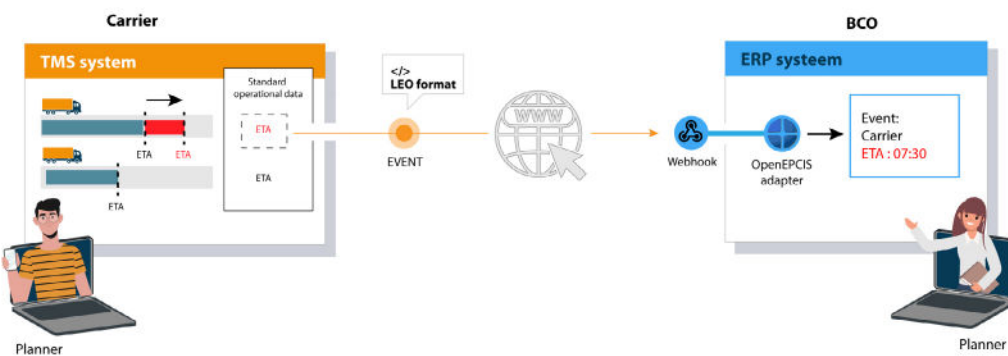 Carrier
BCO
TMS system
ERP systeem
Standard
operational data
</>
LEO format
ETA
ETA
ETA
ETA
ETA
EVENT
WWW
Webhook
OpenEPCIS
adapter
Event:
Carrier
ETA : 07:30
Planner
Planner